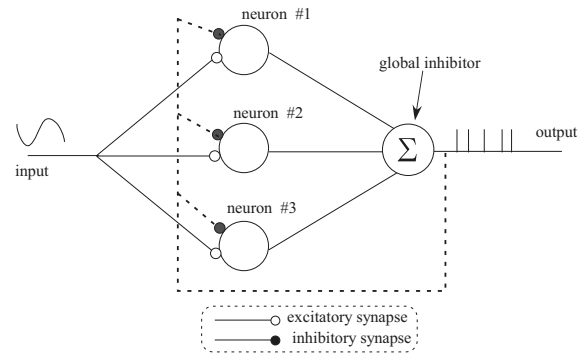 neuron #1
global inhibitor
neuron #2
Σ
output
input
neuron #3
excitatory synapse
inhibitory synapse